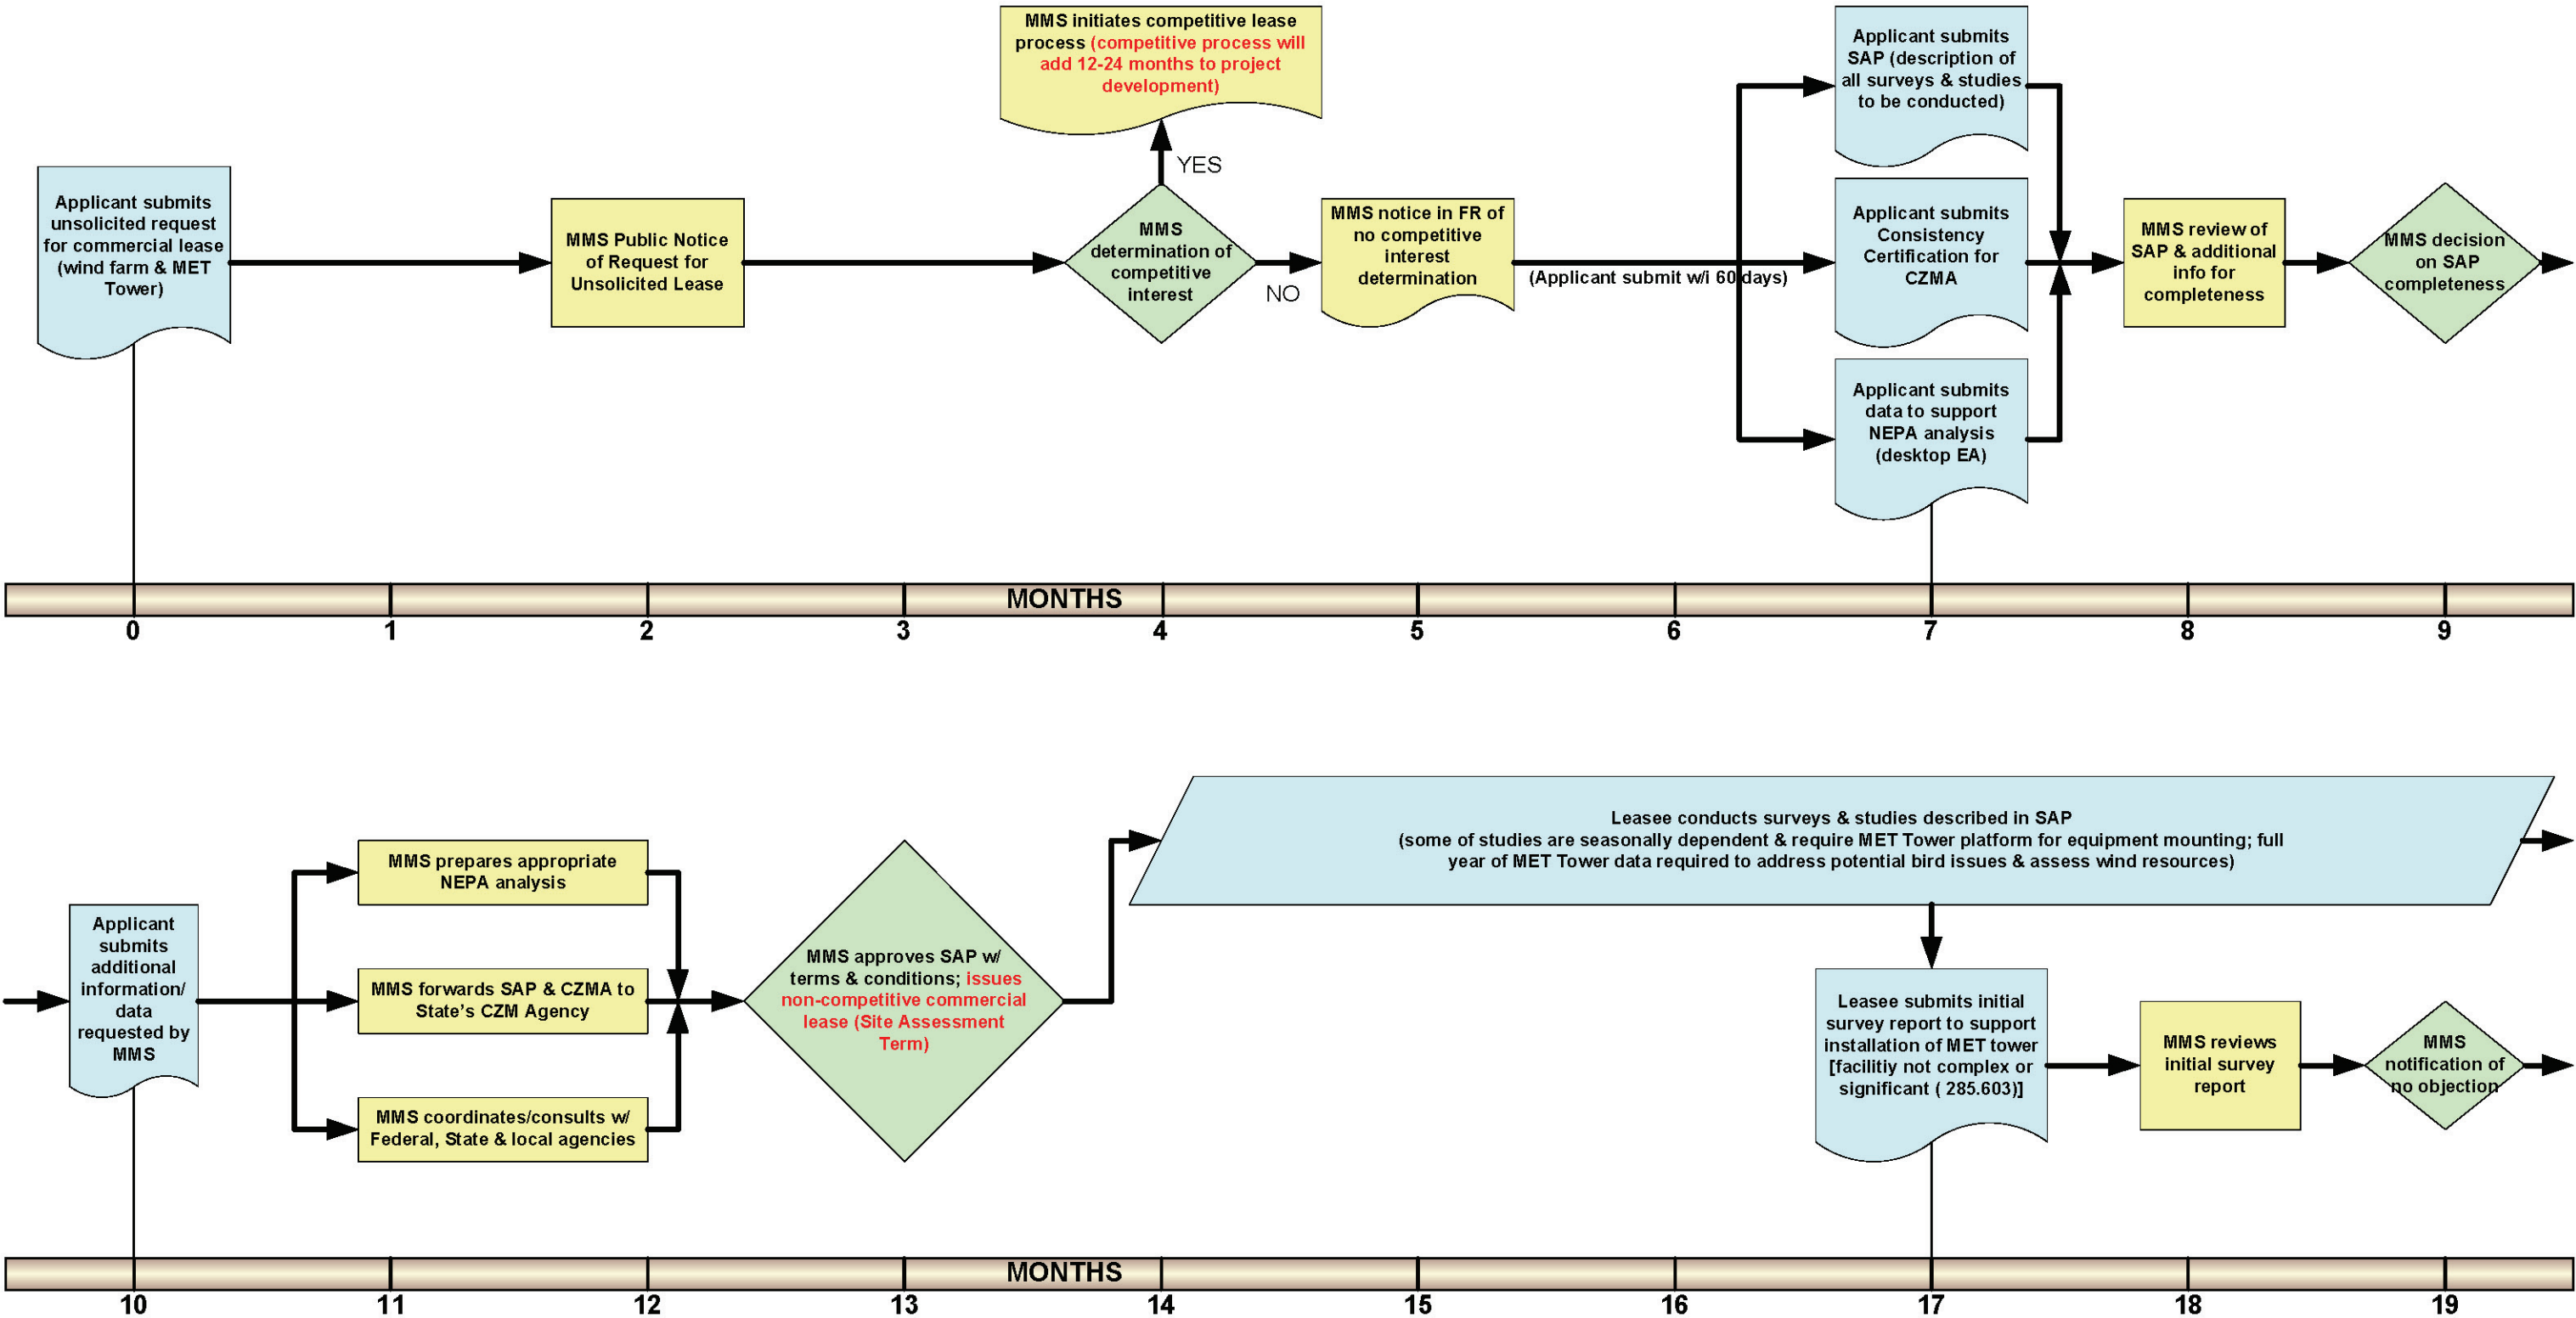 MMS initiates competitive lease
process (competitive process will
add 12-24 months to project
development)
YES
Applicant submits
unsolicited request
for commercial lease
(wind farm & MET
Tower)
MMS Public Notice
of Request for
Unsolicited Lease
MMS
determination of
competitive
interest
NO
MMS notice in FR of
no competitive
interest
determination
(Applicant submit w/i 60 days)
Applicant submits
SAP (description of
all surveys & studies
to be conducted)
Applicant submits
Consistency
Certification for
CZMA
Applicant submits
data to support
NEPA analysis
(desktop EA)
MMS review of
SAP & additional
info for
completeness
MMS decision
on SAP
completeness
MONTHS
0 1 2 3 4 5 6 7 8 9
Applicant
submits
additional
information/
data
requested by
MMS
MMS prepares appropriate
NEPA analysis
MMS forwards SAP & CZMA to
State's CZM Agency
MMS coordinates/consults w/
Federal, State & local agencies
MMS approves SAP w/
terms & conditions; issues
non-competitive commercial
lease (Site Assessment
Term)
Leasee conducts surveys & studies described in SAP
(some of studies are seasonally dependent & require MET Tower platform for equipment mounting; full
year of MET Tower data required to address potential bird issues & assess wind resources)
Leasee submits initial
survey report to support
installation of MET tower
[facilitiy not complex or
significant ( 285.603)]
MMS reviews
initial survey
report
MMS
notification of
no objection
MONTHS
10 11 12 13 14 15 16 17 18 19